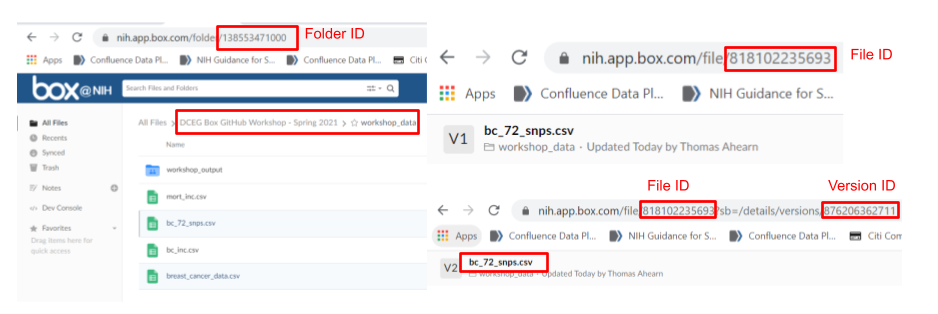 nih.app.box.com/folder/138553471000 Folder ID
Apps Confluence Data Pl... NIH Guidance for S... Confluence Data Pl... Citi C
box@NIH Search Files and Folders
All Files
Recents
Synced
Trash
Notes
Dev Console
Favorites
Drag items here for
quick access
All Files > DCEG Box GitHub Workshop - Spring 2021 > workshop_data
Name
workshop_output
mort_inc.csv
bc_72_snps.csv
bc_inc.csv
breast_cancer_data.csv
nih.app.box.com/file/818102235693 File ID
Apps Confluence Data Pl... NIH Guidance for S...
V1 bc_72_snps.csv
workshop_data · Updated Today by Thomas Ahearn
File ID Version ID
nih.app.box.com/file/818102235693?sb=/details/versions/876206362711
Apps Confluence Data Pl... NIH Guidance for S... Confluence Data Pl... Citi Com
V2 bc_72_snps.csv
workshop_data · Updated Today by Thomas Ahearn